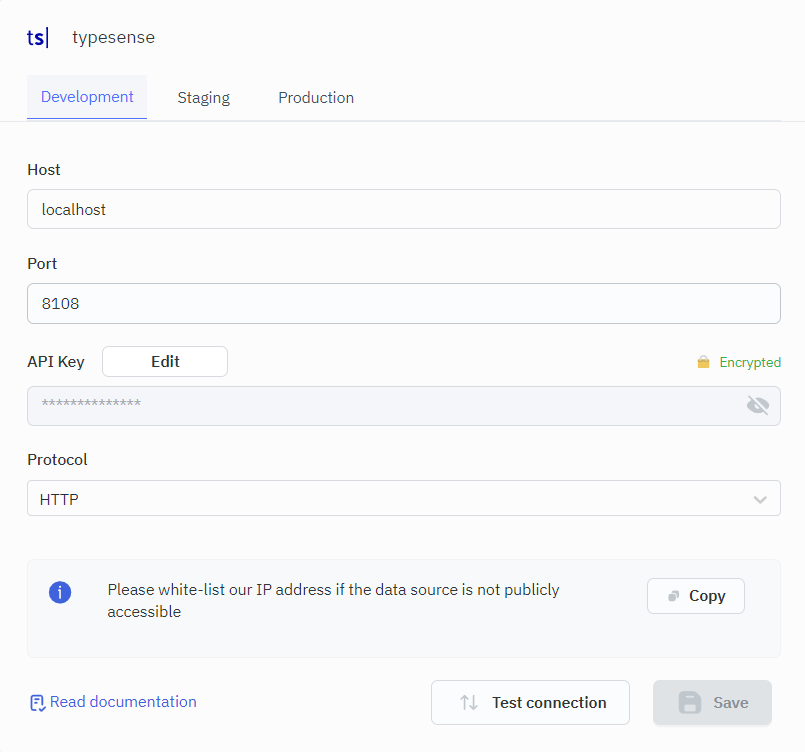 ts| typesense
Development Staging Production
Host
localhost
Port
8108
API Key Edit Encrypted
**************
Protocol
HTTP
Please white-list our IP address if the data source is not publicly
accessible
Copy
Read documentation Test connection Save